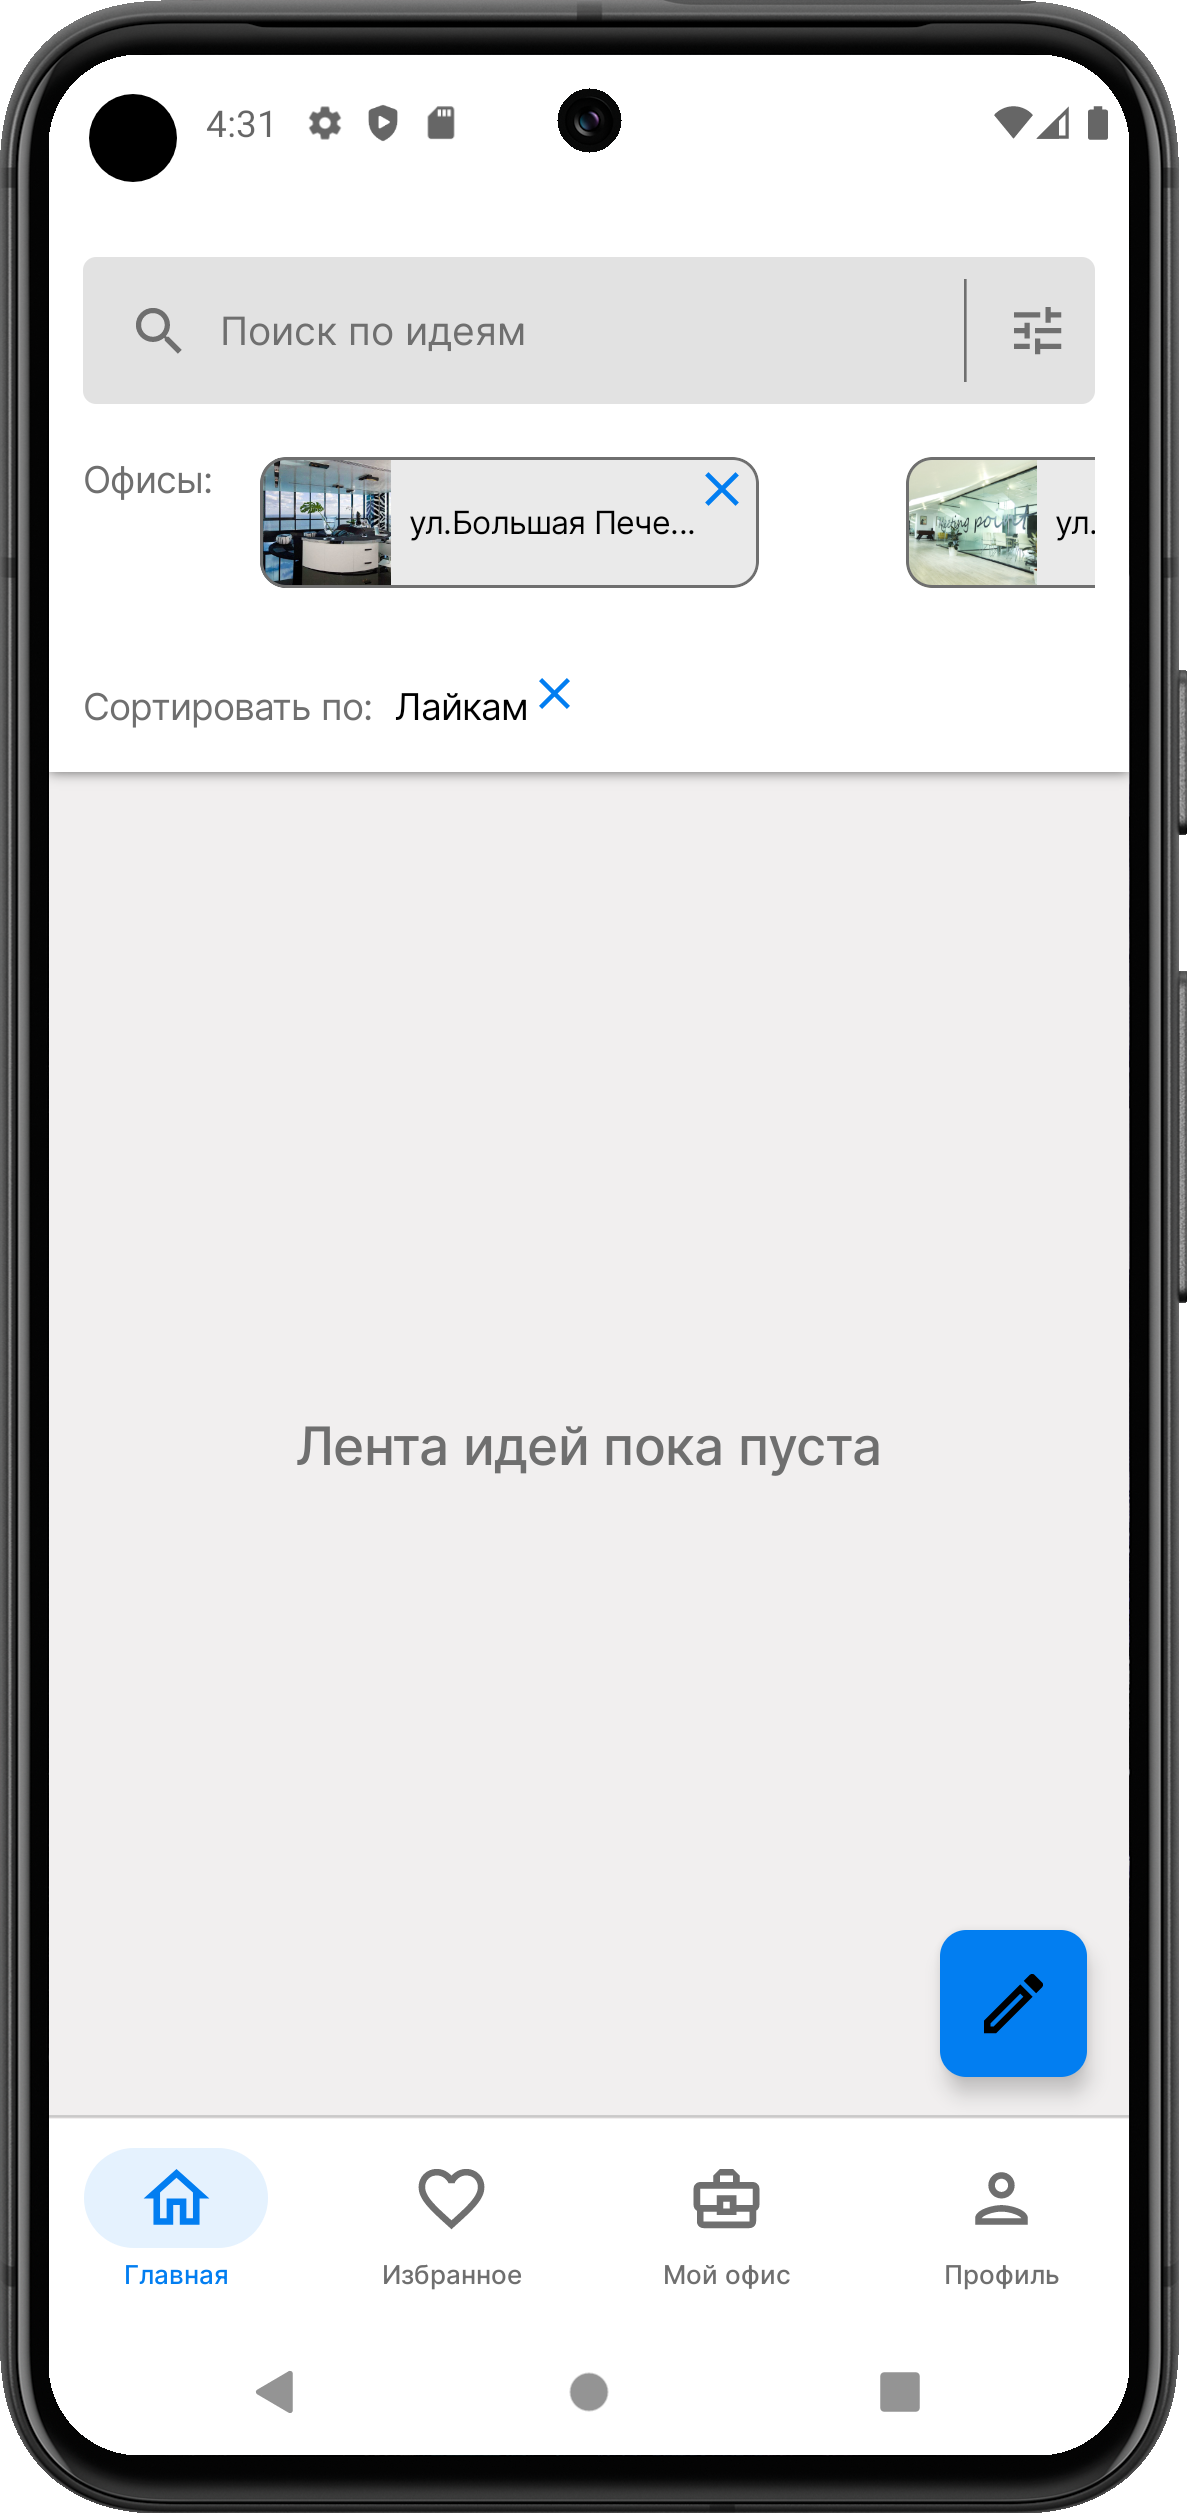 4:31
Поиск по идеям
Офисы:
ул.Большая Пече...
ул.
Сортировать по: Лайкам
Лента идей пока пуста
Главная
Избранное
Мой офис
Профиль